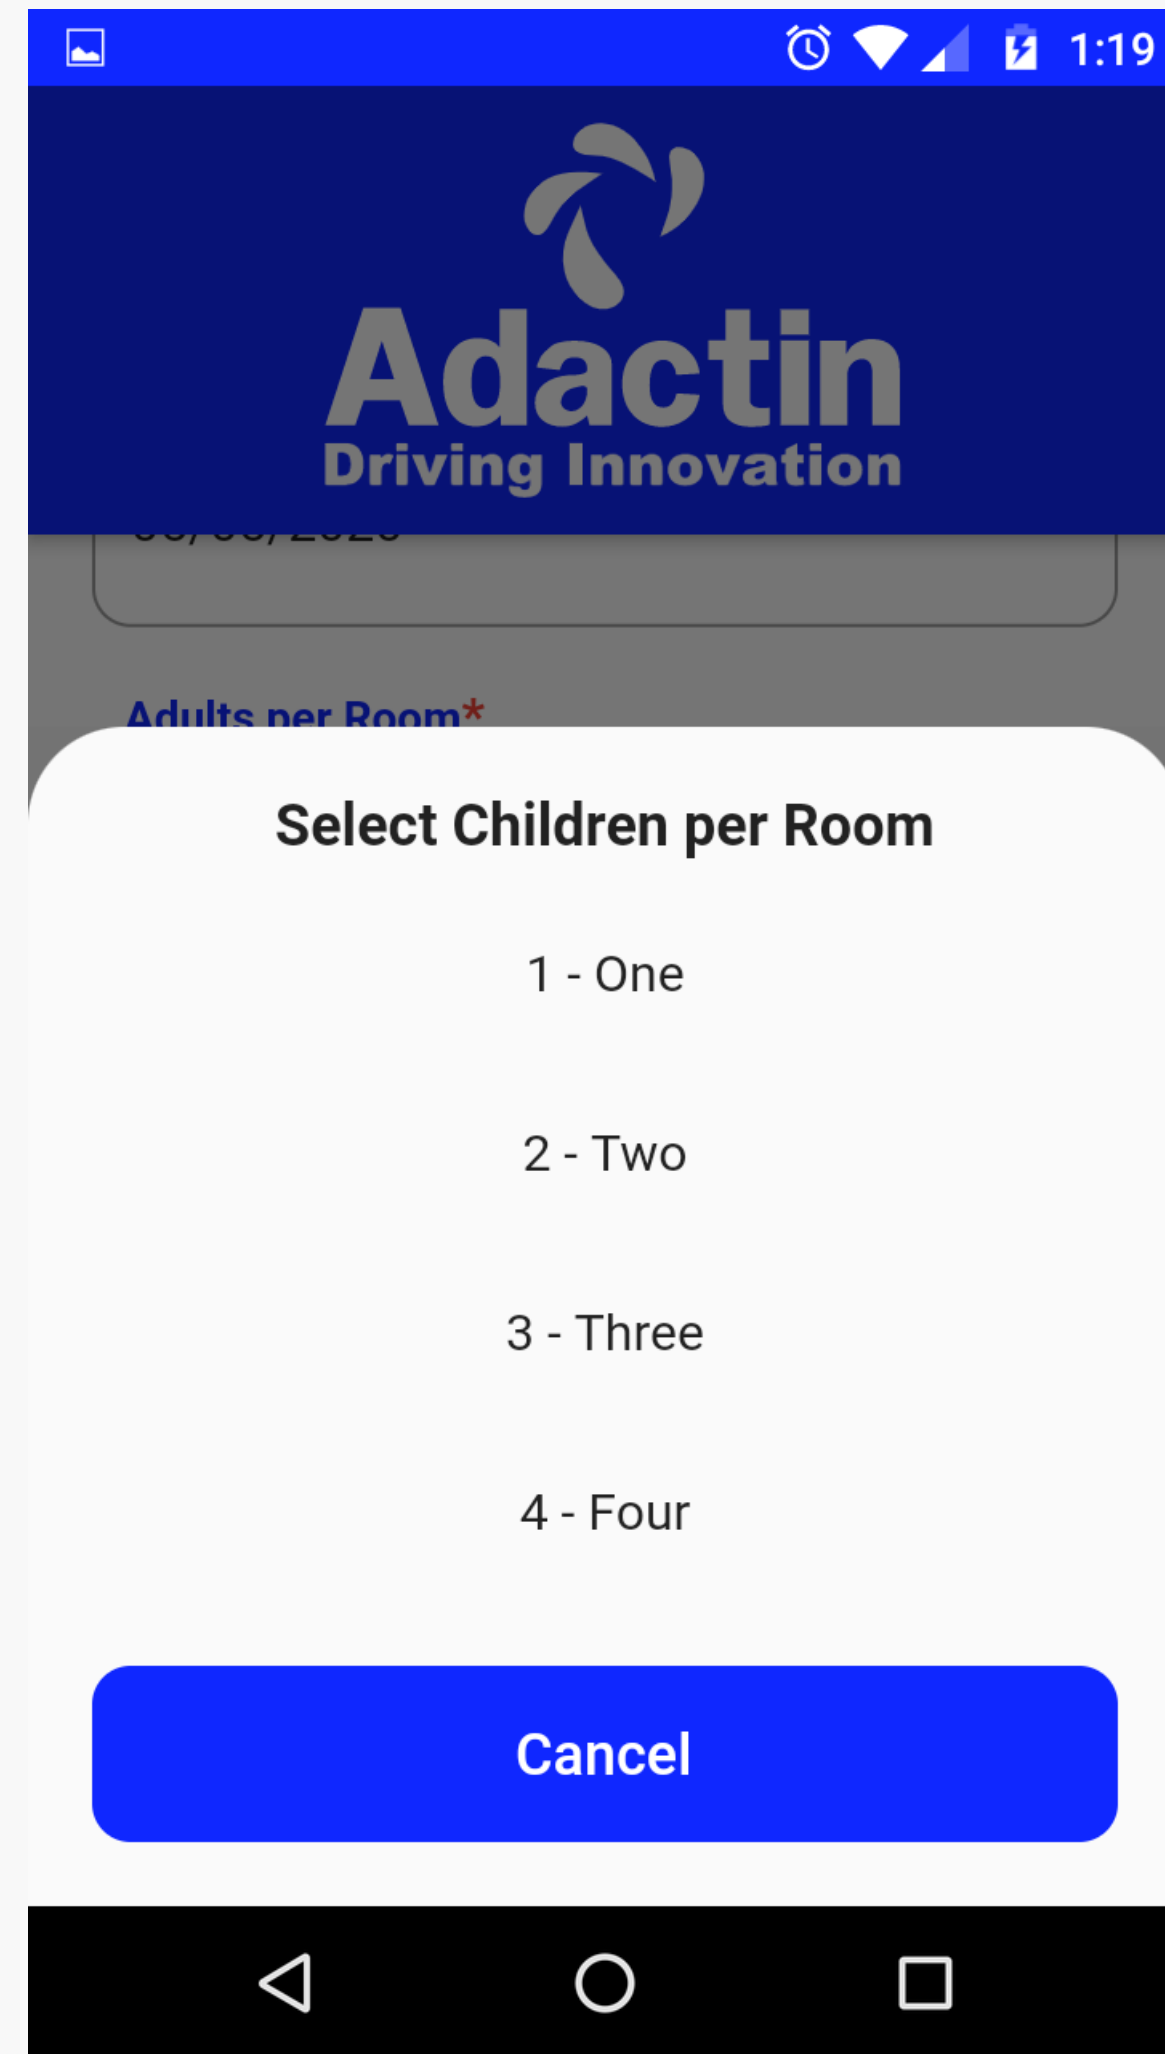 1:19
Adactin
Driving Innovation
Adults per Room*
Select Children per Room
1 - One
2 - Two
3 - Three
4 - Four
Cancel